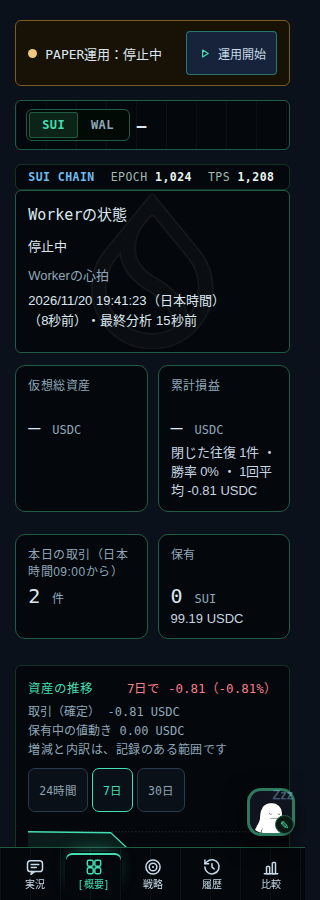 PAPER運用：停止中
運用開始
SUI WAL —
SUI CHAIN EPOCH 1,024 TPS 1,208
Workerの状態
停止中
Workerの心拍
2026/11/20 19:41:23（日本時間）
（8秒前）・最終分析 15秒前
仮想総資産
— USDC
累計損益
— USDC
閉じた往復 1件 ・
勝率 0% ・ 1回平
均 -0.81 USDC
本日の取引（日本
時間09:00から）
2 件
保有
0 SUI
99.19 USDC
資産の推移
7日で -0.81（-0.81%）
取引（確定） -0.81 USDC
保有中の値動き 0.00 USDC
増減と内訳は、記録のある範囲です
24時間 7日 30日
zzz
実況 [概要] 戦略 履歴 比較